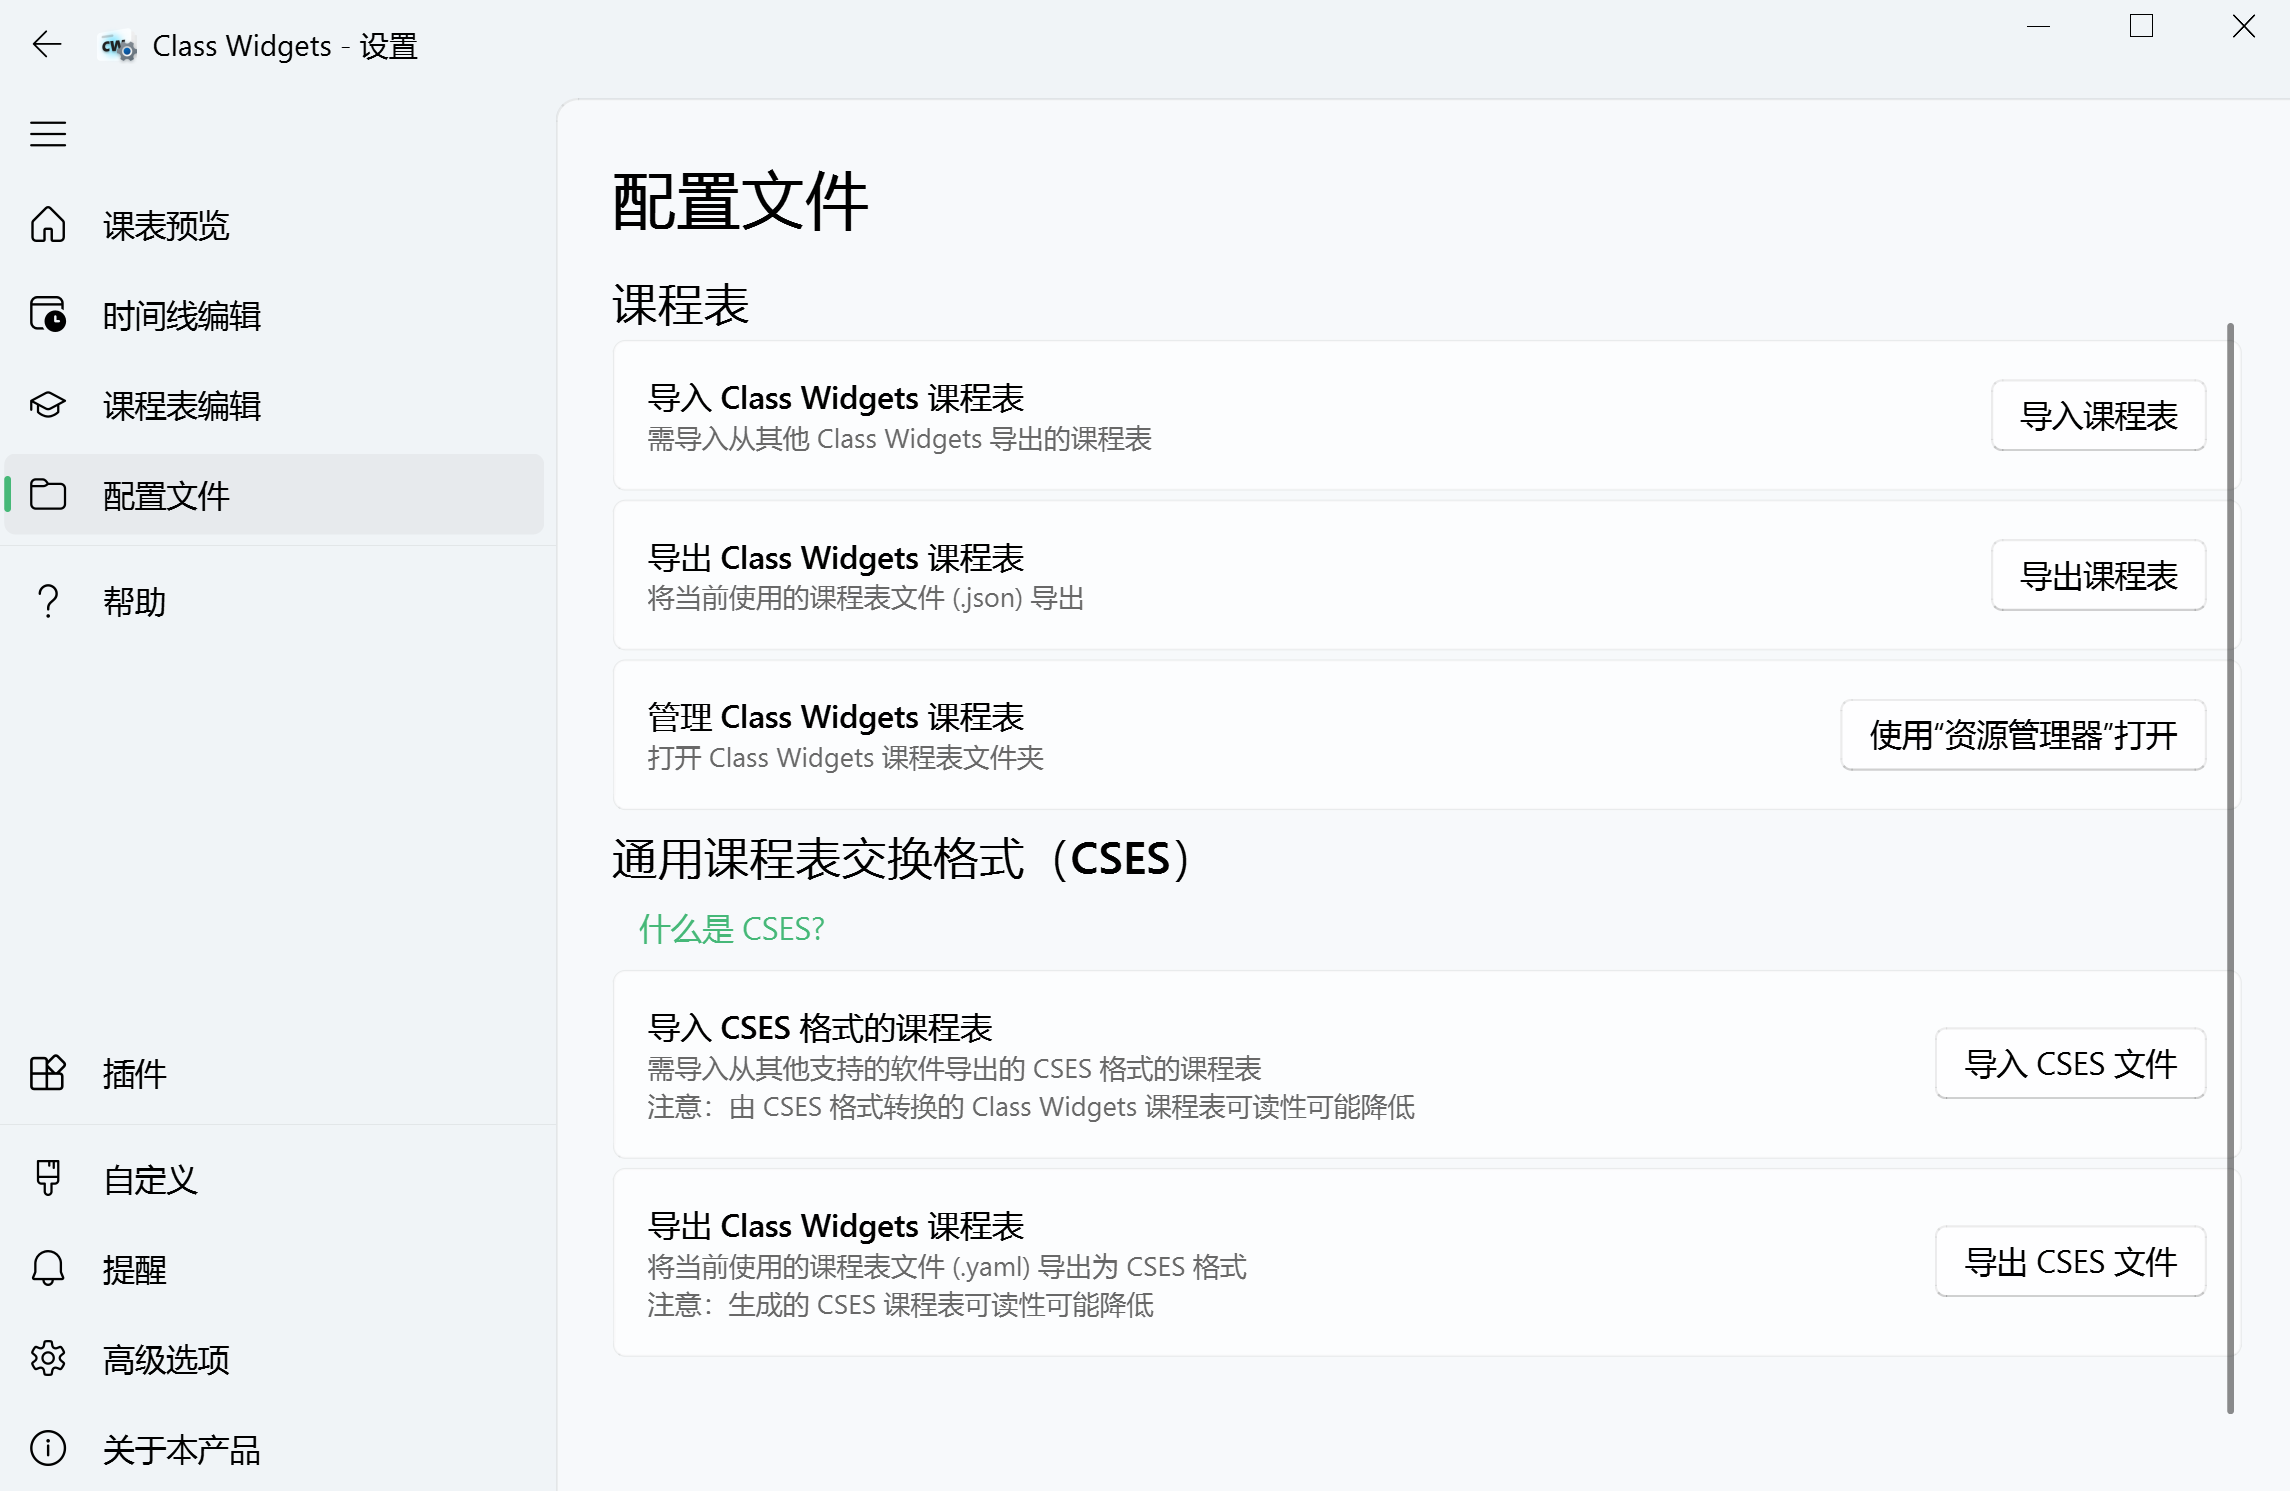 Class Widgets - 设置
课表预览
时间线编辑
课程表编辑
配置文件
帮助
插件
自定义
提醒
高级选项
关于本产品
配置文件
课程表
导入 Class Widgets 课程表
需导入从其他 Class Widgets 导出的课程表
导入课程表
导出 Class Widgets 课程表
将当前使用的课程表文件 (.json) 导出
导出课程表
管理 Class Widgets 课程表
打开 Class Widgets 课程表文件夹
使用“资源管理器”打开
通用课程表交换格式（CSES）
什么是 CSES?
导入 CSES 格式的课程表
需导入从其他支持的软件导出的 CSES 格式的课程表
注意：由 CSES 格式转换的 Class Widgets 课程表可读性可能降低
导入 CSES 文件
导出 Class Widgets 课程表
将当前使用的课程表文件 (.yaml) 导出为 CSES 格式
注意：生成的 CSES 课程表可读性可能降低
导出 CSES 文件